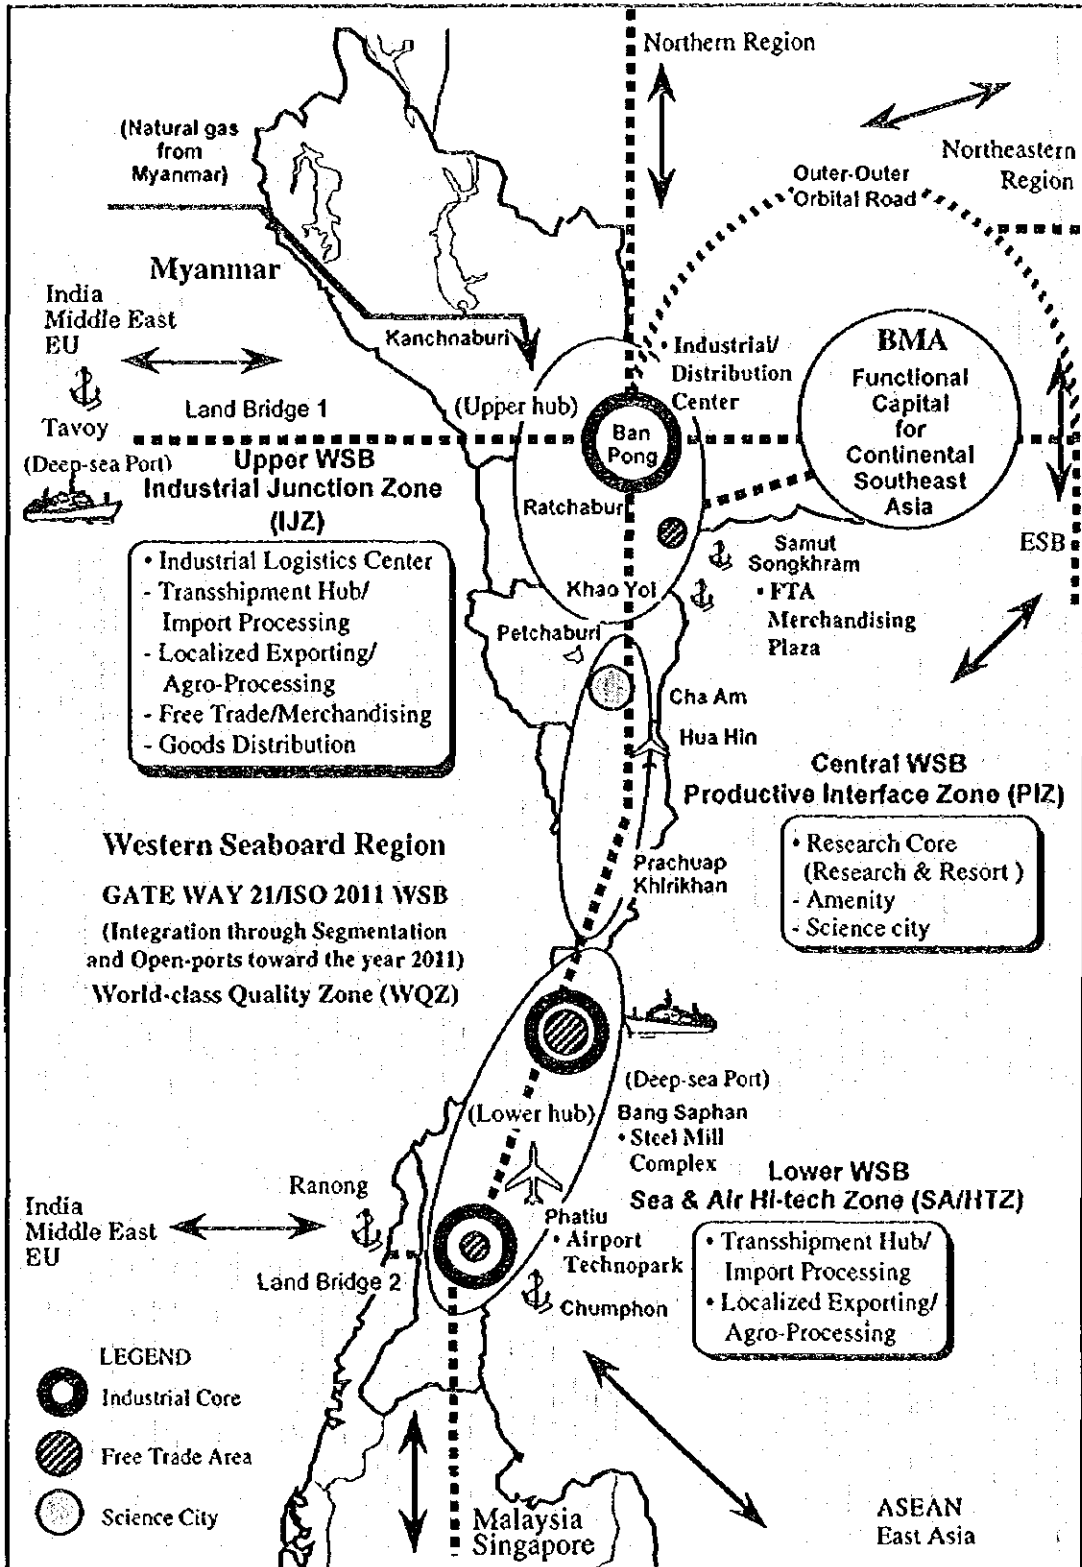 Northern Region
(Natural gas
from
Myanmar)
Northeastern
Region
Outer-Outer
Orbital Road
Myanmar
India
Middle East
EU
Kanchnaburi
• Industrial/
Distribution
Center
BMA
Functional
Capital
for
Continental
Southeast
Asia
(Upper hub)
Land Bridge 1
Tavoy
(Deep-sea Port)
Ban
Pong
Upper WSB
Industrial Junction Zone
(IJZ)
Ratchabur
ESB
Samut
Songkhram
• FTA
Merchandising
Plaza
• Industrial Logistics Center
- Transshipment Hub/
Import Processing
- Localized Exporting/
Agro-Processing
- Free Trade/Merchandising
- Goods Distribution
Khao Yoi
Petchaburi
Cha Am
Hua Hin
Central WSB
Productive Interface Zone (PIZ)
• Research Core
(Research & Resort )
- Amenity
- Science city
Western Seaboard Region
GATE WAY 21/ISO 2011 WSB
(Integration through Segmentation
and Open-ports toward the year 2011)
World-class Quality Zone (WQZ)
Prachuap
Khlrikhan
(Deep-sea Port)
(Lower hub)
Bang Saphan
• Steel Mill
Complex
Lower WSB
Sea & Air Hi-tech Zone (SA/HTZ)
• Transshipment Hub/
Import Processing
• Localized Exporting/
Agro-Processing
Ranong
India
Middle East
EU
Land Bridge 2
Phatiu
• Airport
Technopark
Chumphon
LEGEND
Industrial Core
Free Trade Area
Science City
Malaysia
Singapore
ASEAN
East Asia